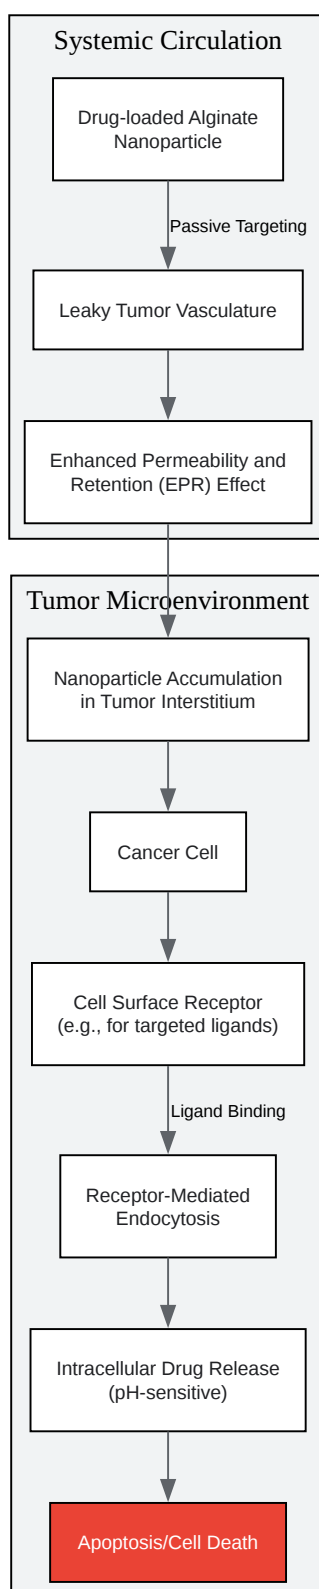 Systemic Circulation
Drug-loaded Alginate
Nanoparticle
Passive Targeting
Leaky Tumor Vasculature
Enhanced Permeability and
Retention (EPR) Effect
Tumor Microenvironment
Nanoparticle Accumulation
in Tumor Interstitium
Cancer Cell
Cell Surface Receptor
(e.g., for targeted ligands)
Ligand Binding
Receptor-Mediated
Endocytosis
Intracellular Drug Release
(pH-sensitive)
Apoptosis/Cell Death